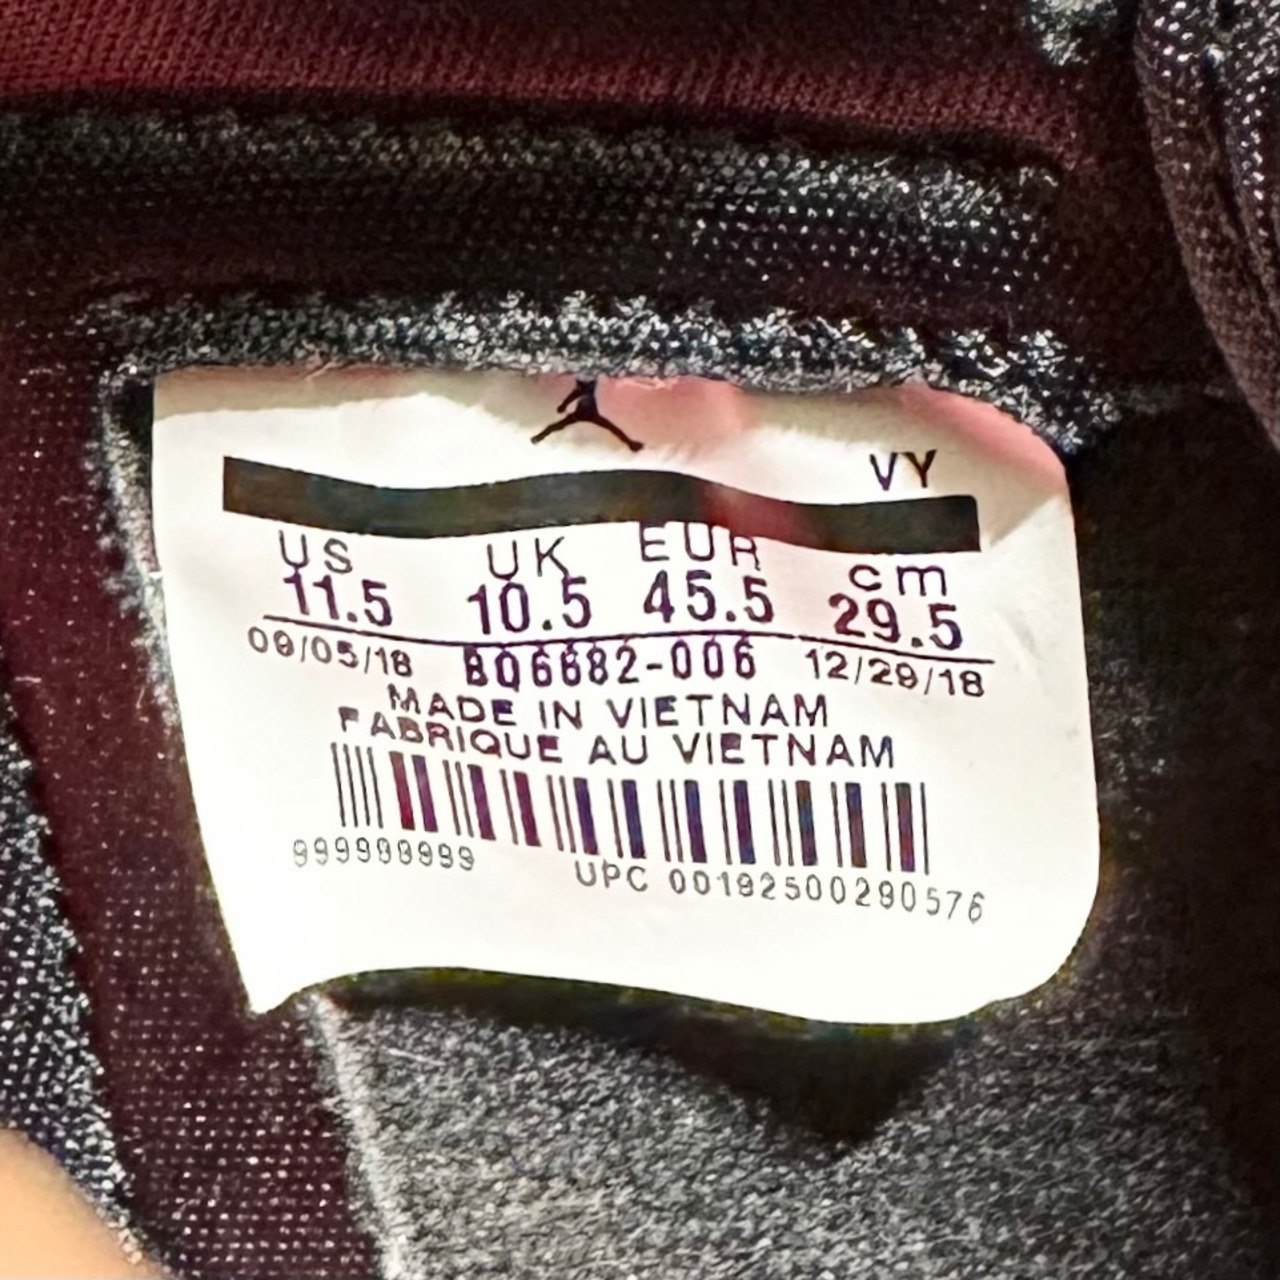 VY
US UK EUR cm
11.5 10.5 45.5 29.5
09/05/18 BQ6682-006 12/29/18
MADE IN VIETNAM
FABRIQUE AU VIETNAM
999999999 UPC 00192500290576